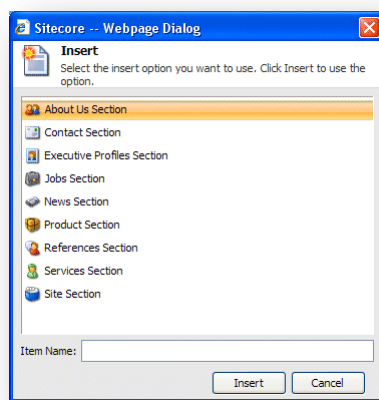 Sitecore -- Webpage Dialog
Insert
Select the insert option you want to use. Click Insert to use the
option.
About Us Section
Contact Section
Executive Profiles Section
Jobs Section
News Section
Product Section
References Section
Services Section
Site Section
Item Name:
Insert Cancel